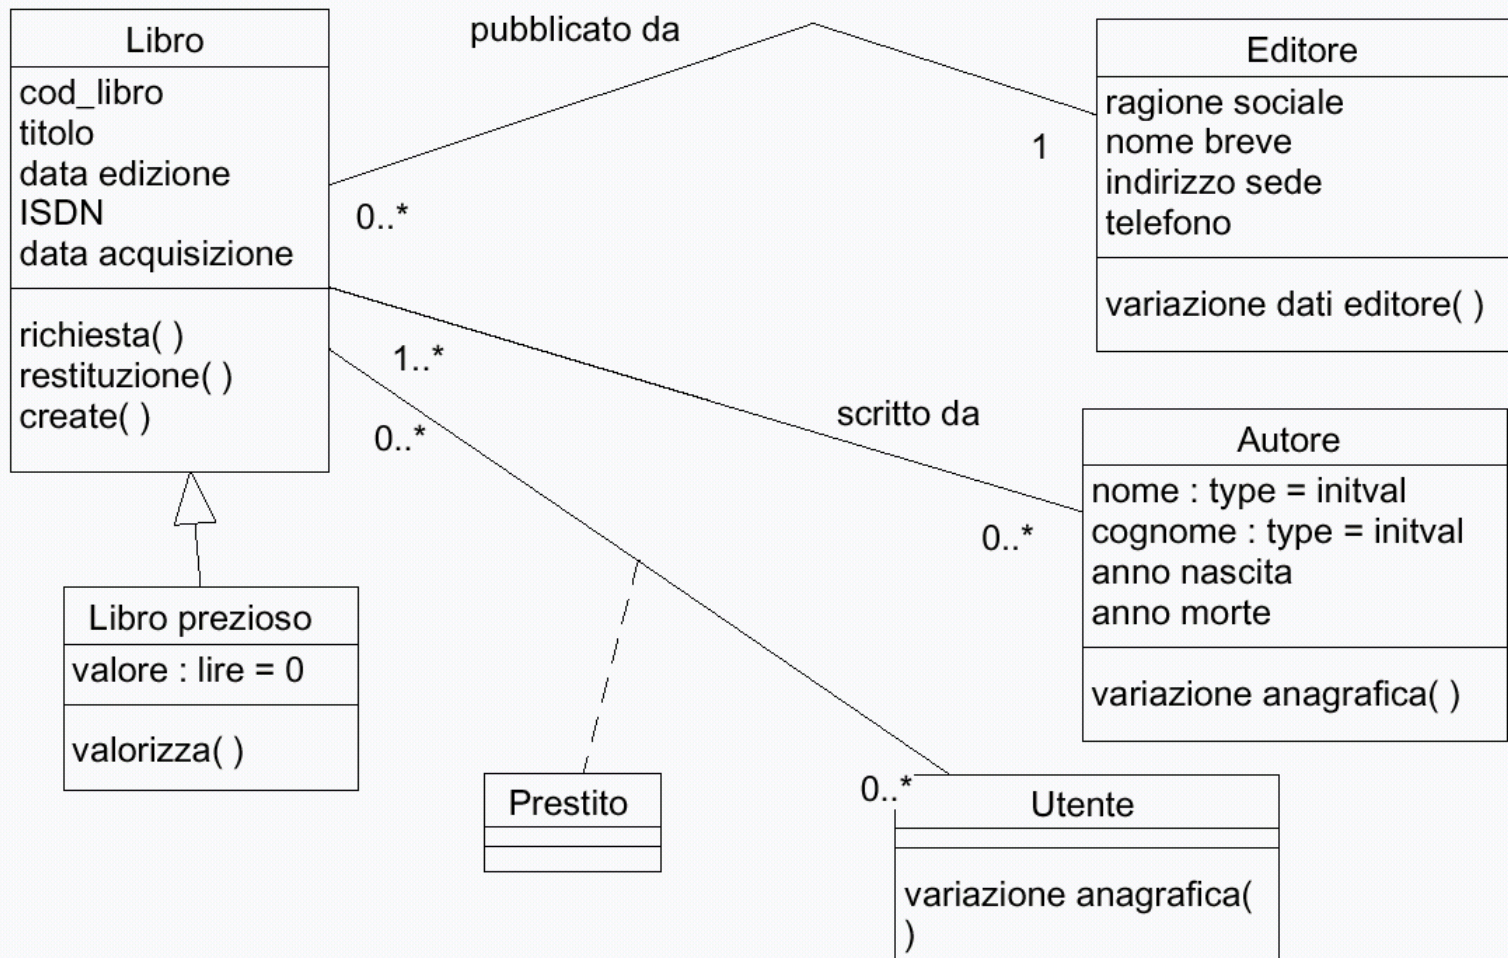 Libro
cod_libro
titolo
data edizione
ISDN
data acquisizione
richiesta( )
restituzione( )
create( )
pubblicato da
0..*
1
Editore
ragione sociale
nome breve
indirizzo sede
telefono
variazione dati editore( )
1..*
0..*
scritto da
0..*
Autore
nome : type = initval
cognome : type = initval
anno nascita
anno morte
variazione anagrafica( )
Libro prezioso
valore : lire = 0
valorizza( )
Prestito
0..*
Utente
variazione anagrafica(
)